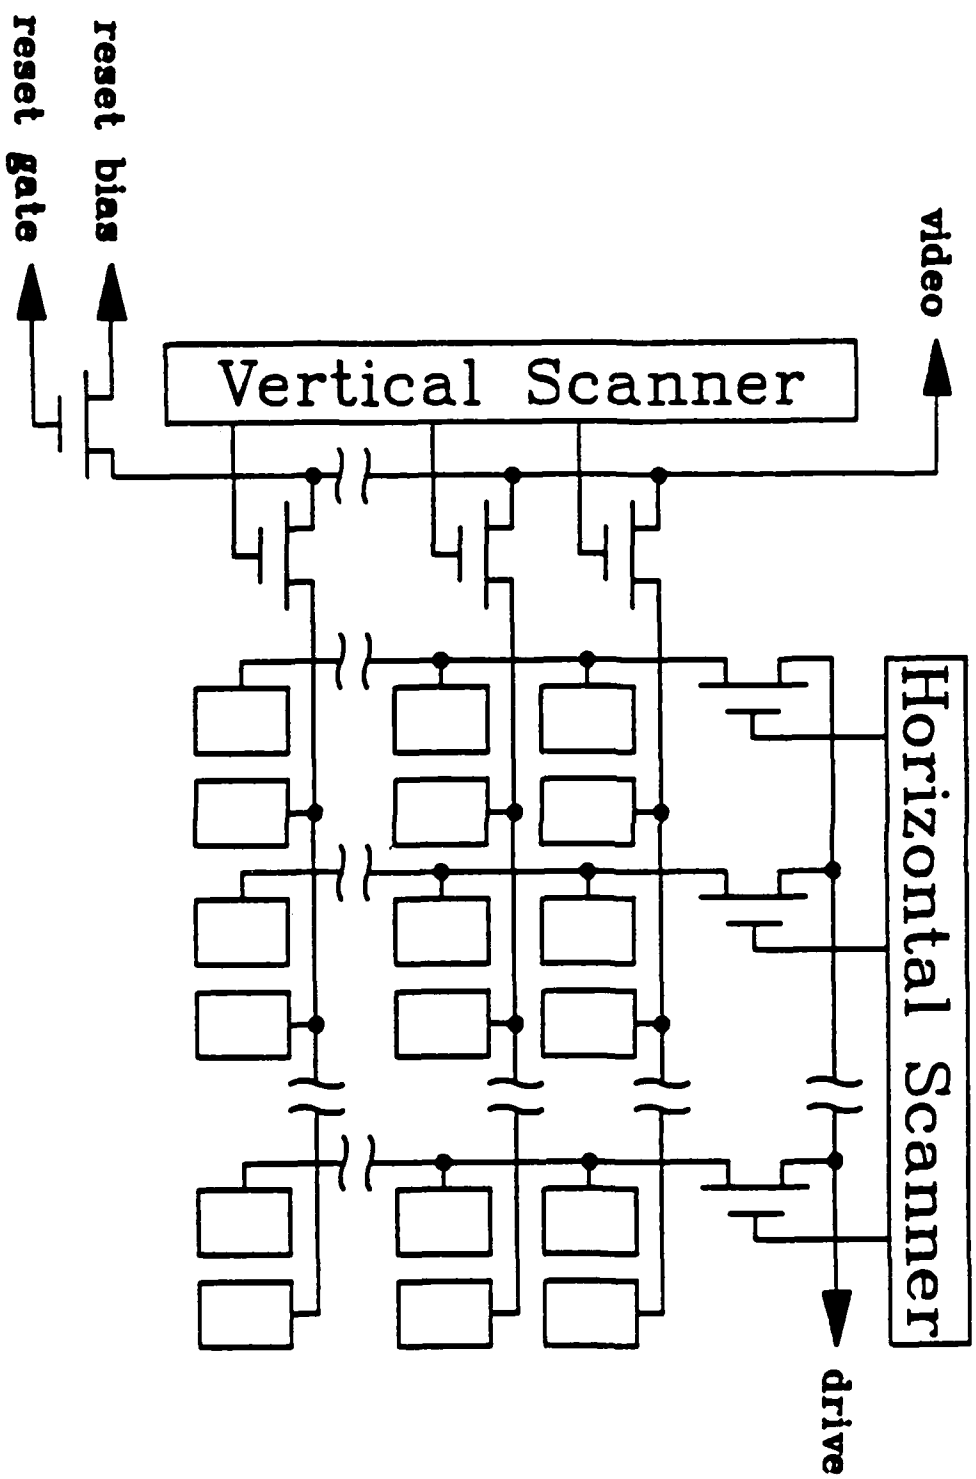 reset gate
reset bias
video
Vertical Scanner
Horizontal Scanner
drive